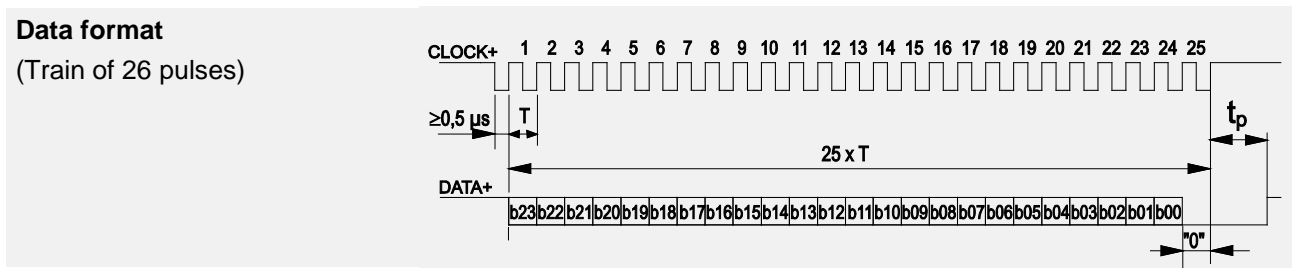 Data format
(Train of 26 pulses)
CLOCK+ 1 2 3 4 5 6 7 8 9 10 11 12 13 14 15 16 17 18 19 20 21 22 23 24 25
≥0,5 µs T tp
25 x T
DATA+
b23 b22 b21 b20 b19 b18 b17 b16 b15 b14 b13 b12 b11 b10 b09 b08 b07 b06 b05 b04 b03 b02 b01 b00
"0"